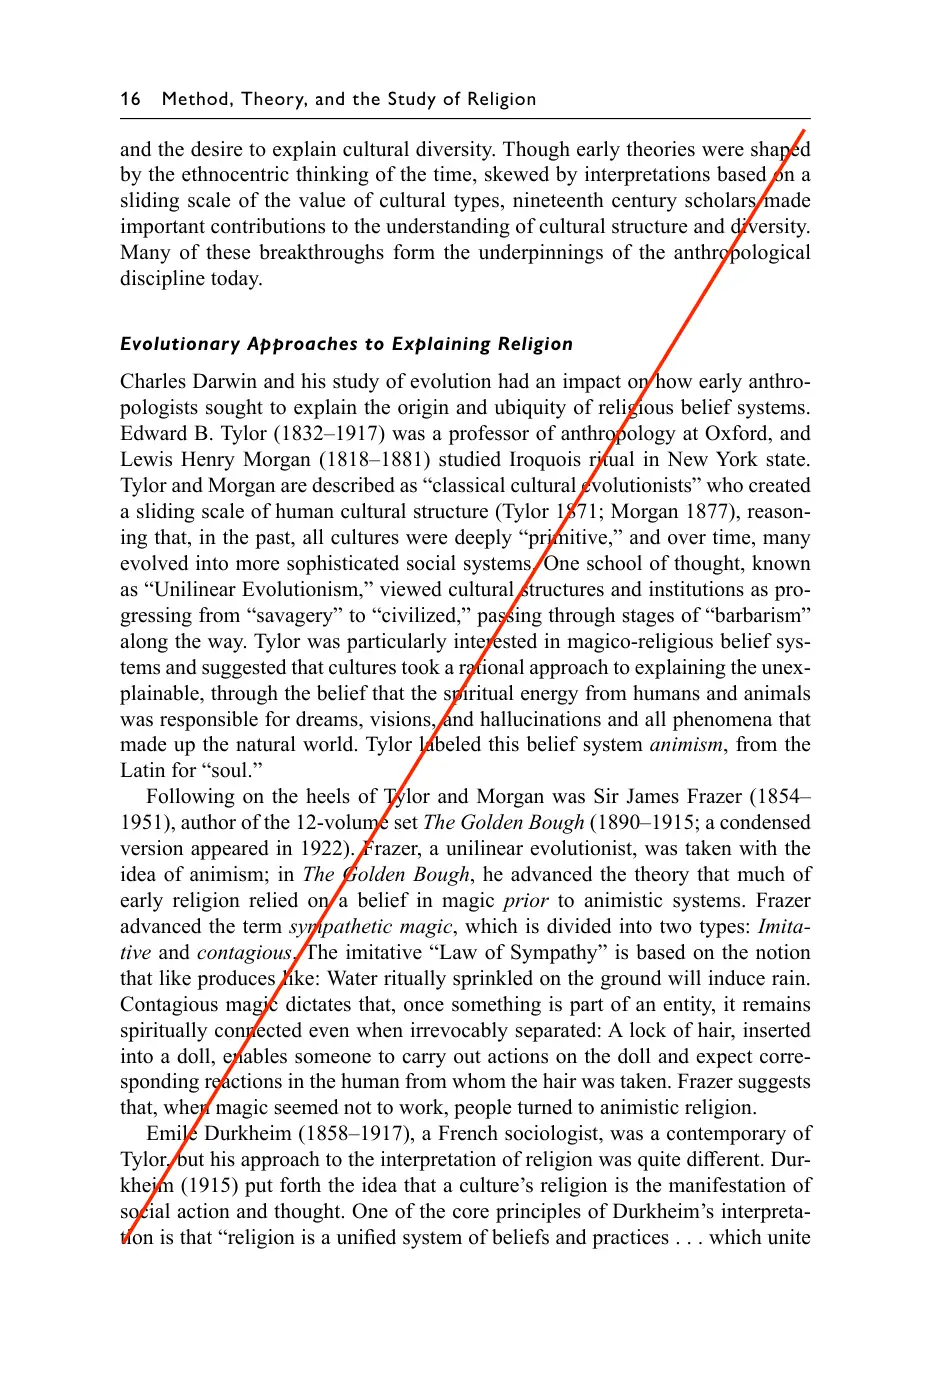 16 Method, Theory, and the Study of Religion
and the desire to explain cultural diversity. Though early theories were shaped
by the ethnocentric thinking of the time, skewed by interpretations based on a
sliding scale of the value of cultural types, nineteenth century scholars made
important contributions to the understanding of cultural structure and diversity.
Many of these breakthroughs form the underpinnings of the anthropological
discipline today.
Evolutionary Approaches to Explaining Religion
Charles Darwin and his study of evolution had an impact on how early anthro-
pologists sought to explain the origin and ubiquity of religious belief systems.
Edward B. Tylor (1832–1917) was a professor of anthropology at Oxford, and
Lewis Henry Morgan (1818–1881) studied Iroquois ritual in New York state.
Tylor and Morgan are described as “classical cultural evolutionists” who created
a sliding scale of human cultural structure (Tylor 1871; Morgan 1877), reason-
ing that, in the past, all cultures were deeply “primitive,” and over time, many
evolved into more sophisticated social systems. One school of thought, known
as “Unilinear Evolutionism,” viewed cultural structures and institutions as pro-
gressing from “savagery” to “civilized,” passing through stages of “barbarism”
along the way. Tylor was particularly interested in magico-religious belief sys-
tems and suggested that cultures took a rational approach to explaining the unex-
plainable, through the belief that the spiritual energy from humans and animals
was responsible for dreams, visions, and hallucinations and all phenomena that
made up the natural world. Tylor labeled this belief system animism, from the
Latin for “soul.”
Following on the heels of Tylor and Morgan was Sir James Frazer (1854–
1951), author of the 12-volume set The Golden Bough (1890–1915; a condensed
version appeared in 1922). Frazer, a unilinear evolutionist, was taken with the
idea of animism; in The Golden Bough, he advanced the theory that much of
early religion relied on a belief in magic prior to animistic systems. Frazer
advanced the term sympathetic magic, which is divided into two types: Imita-
tive and contagious. The imitative “Law of Sympathy” is based on the notion
that like produces like: Water ritually sprinkled on the ground will induce rain.
Contagious magic dictates that, once something is part of an entity, it remains
spiritually connected even when irrevocably separated: A lock of hair, inserted
into a doll, enables someone to carry out actions on the doll and expect corre-
sponding reactions in the human from whom the hair was taken. Frazer suggests
that, when magic seemed not to work, people turned to animistic religion.
Emile Durkheim (1858–1917), a French sociologist, was a contemporary of
Tylor, but his approach to the interpretation of religion was quite different. Dur-
kheim (1915) put forth the idea that a culture’s religion is the manifestation of
social action and thought. One of the core principles of Durkheim’s interpreta-
tion is that “religion is a unified system of beliefs and practices . . . which unite